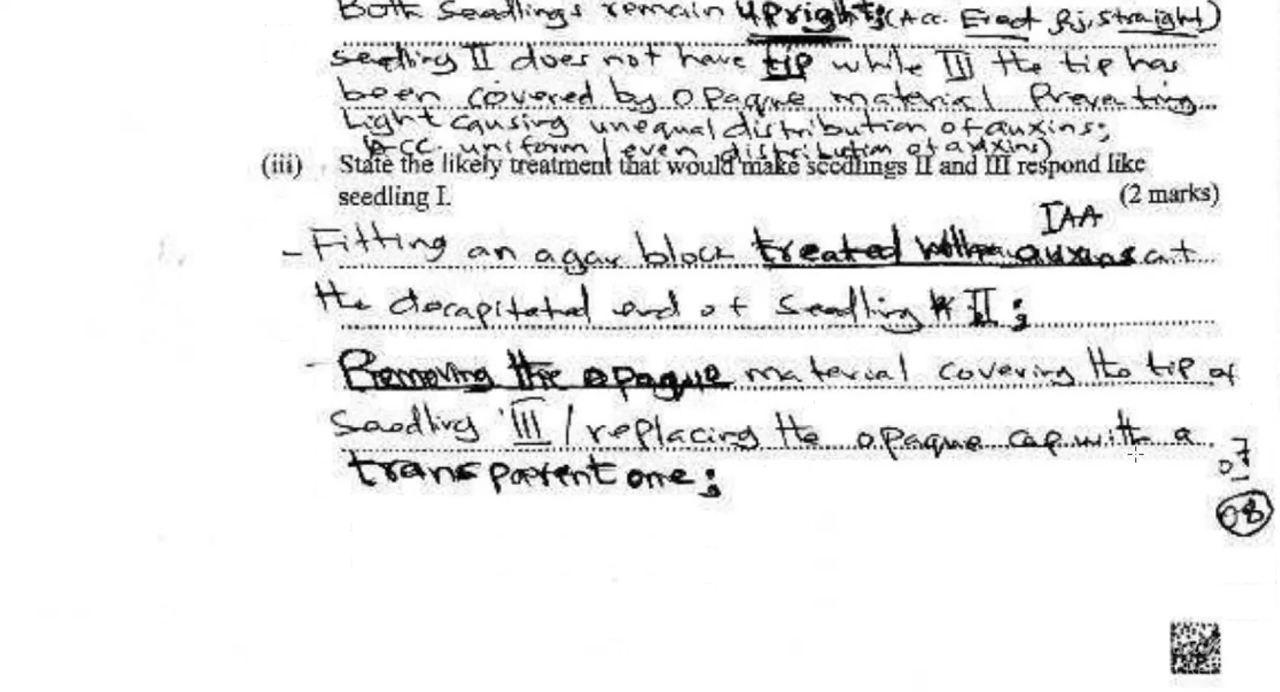 Both seedlings remain upright; (Acc. Erect Rj. straight)
seedling II does not have tip while III the tip has
been covered by opaque material preventing
light causing unequal distribution of auxins;
Acc. uniform / even distribution of auxins)
(iii) State the likely treatment that would make seedlings II and III respond like
seedling I. (2 marks)
IAA
- Fitting an agar block treated with auxins at
the decapitated end of seedling II;
- Removing the opaque material covering the tip of
seedling III / replacing the opaque cap with a
transparent one;
07
08